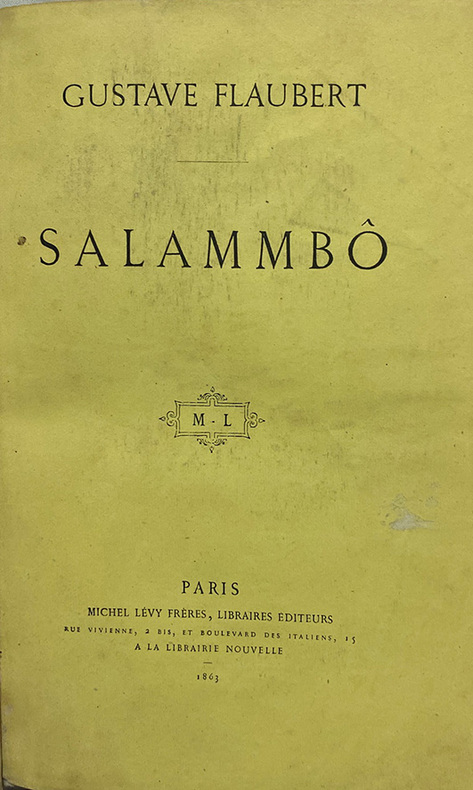 GUSTAVE FLAUBERT
SALAMMBÔ
M - L
PARIS
MICHEL LÉVY FRÈRES, LIBRAIRES EDITEURS
RUE VIVIENNE, 2 BIS, ET BOULEVARD DES ITALIENS, 15
A LA LIBRAIRIE NOUVELLE
1863